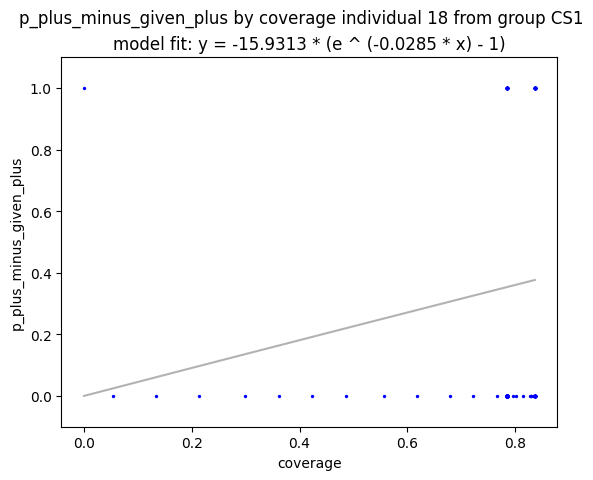 p_plus_minus_given_plus by coverage individual 18 from group CS1
model fit: y = -15.9313 * (e ^ (-0.0285 * x) - 1)
1.0
0.8
0.6
0.4
0.2
0.0
p_plus_minus_given_plus
0.0 0.2 0.4 0.6 0.8
coverage